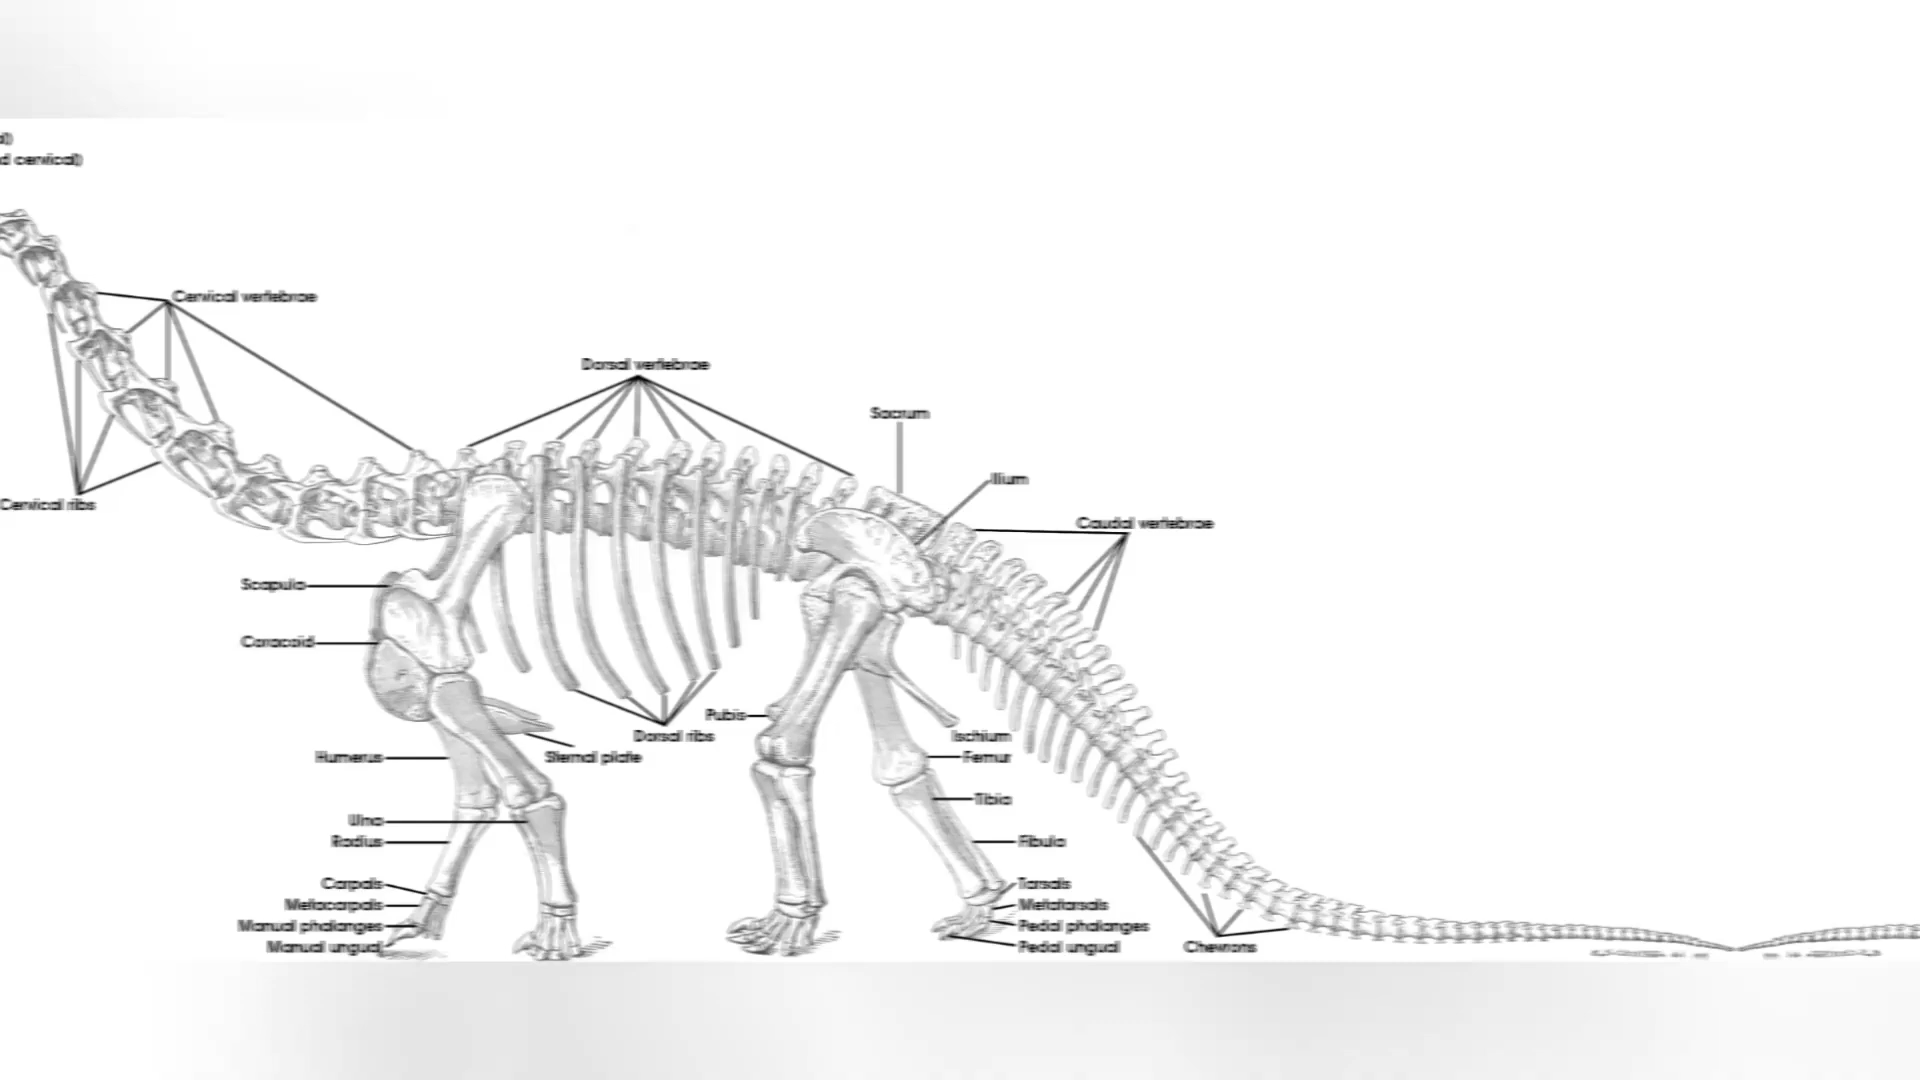 d cervical)
Cervical vertebrae
Dorsal vertebrae
Sacrum
Ilium
Caudal vertebrae
Cervical ribs
Scapula
Coracoid
Pubis
Dorsal ribs
Ischium
Humerus
Sternal plate
Femur
Tibia
Ulna
Radius
Fibula
Carpals
Tarsals
Metacarpals
Metatarsals
Manual phalanges
Pedal phalanges
Manual ungual
Pedal ungual
Chevrons